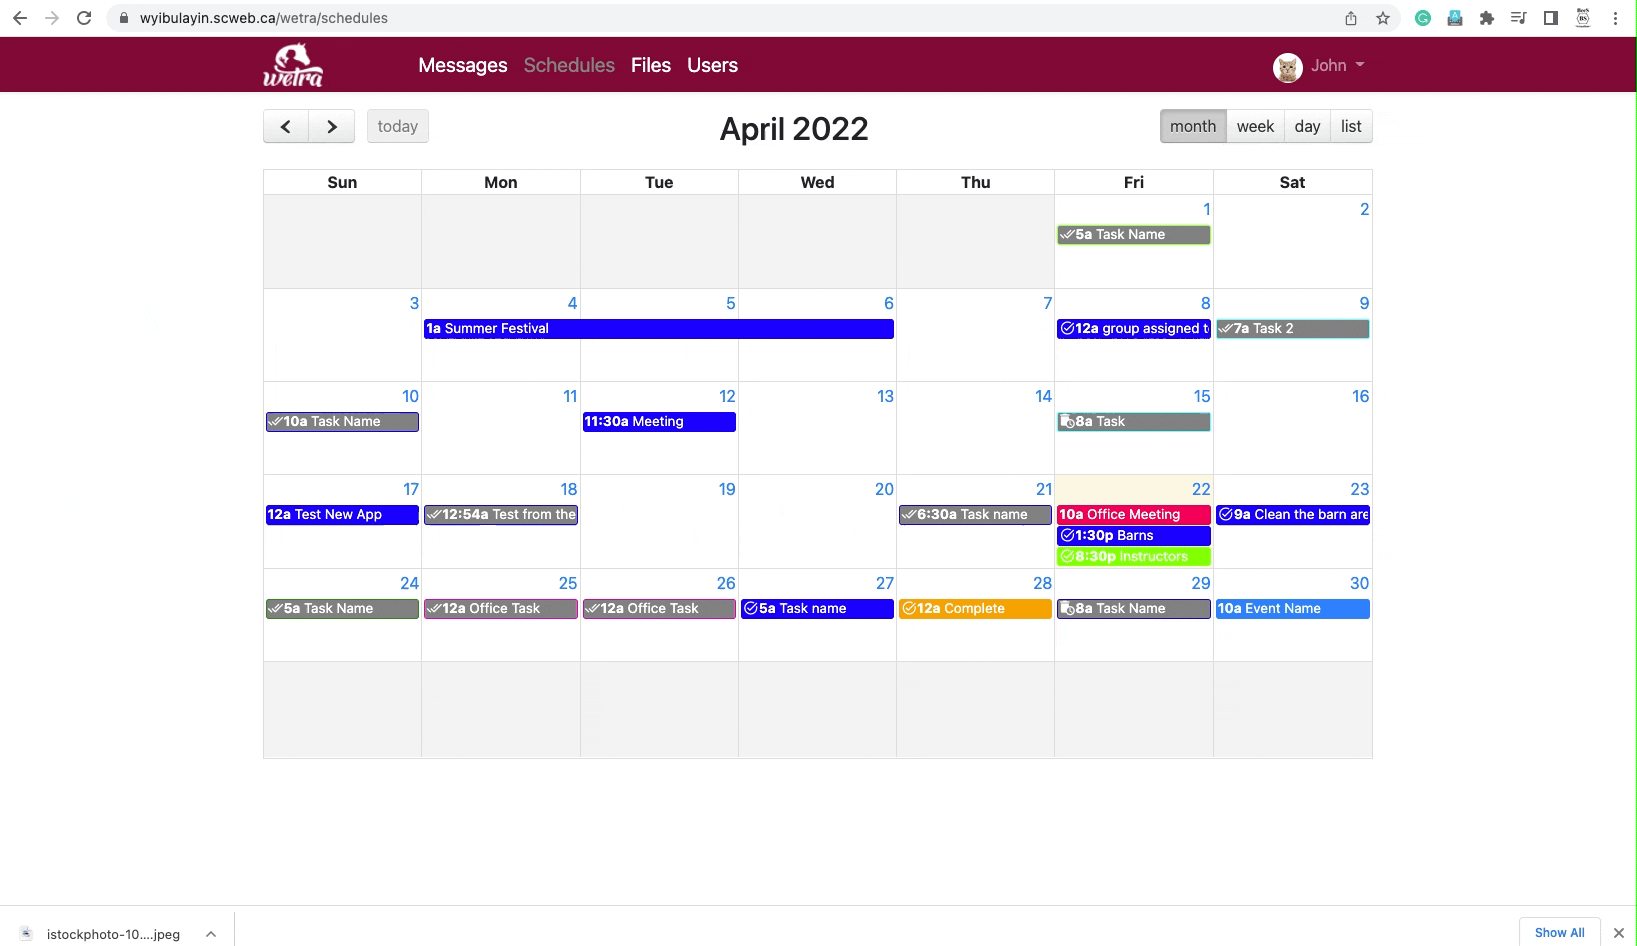 wyibulayin.scweb.ca/wetra/schedules
wetra
Messages Schedules Files Users
John
today
April 2022
month week day list
Sun Mon Tue Wed Thu Fri Sat
1 2
5a Task Name
3 4 5 6 7 8 9
1a Summer Festival 12a group assigned t 7a Task 2
10 11 12 13 14 15 16
10a Task Name 11:30a Meeting 8a Task
17 18 19 20 21 22 23
12a Test New App 12:54a Test from the 6:30a Task name 10a Office Meeting 9a Clean the barn are
1:30p Barns
8:30p Instructors
24 25 26 27 28 29 30
5a Task Name 12a Office Task 12a Office Task 5a Task name 12a Complete 8a Task Name 10a Event Name
istockphoto-10....jpeg
Show All